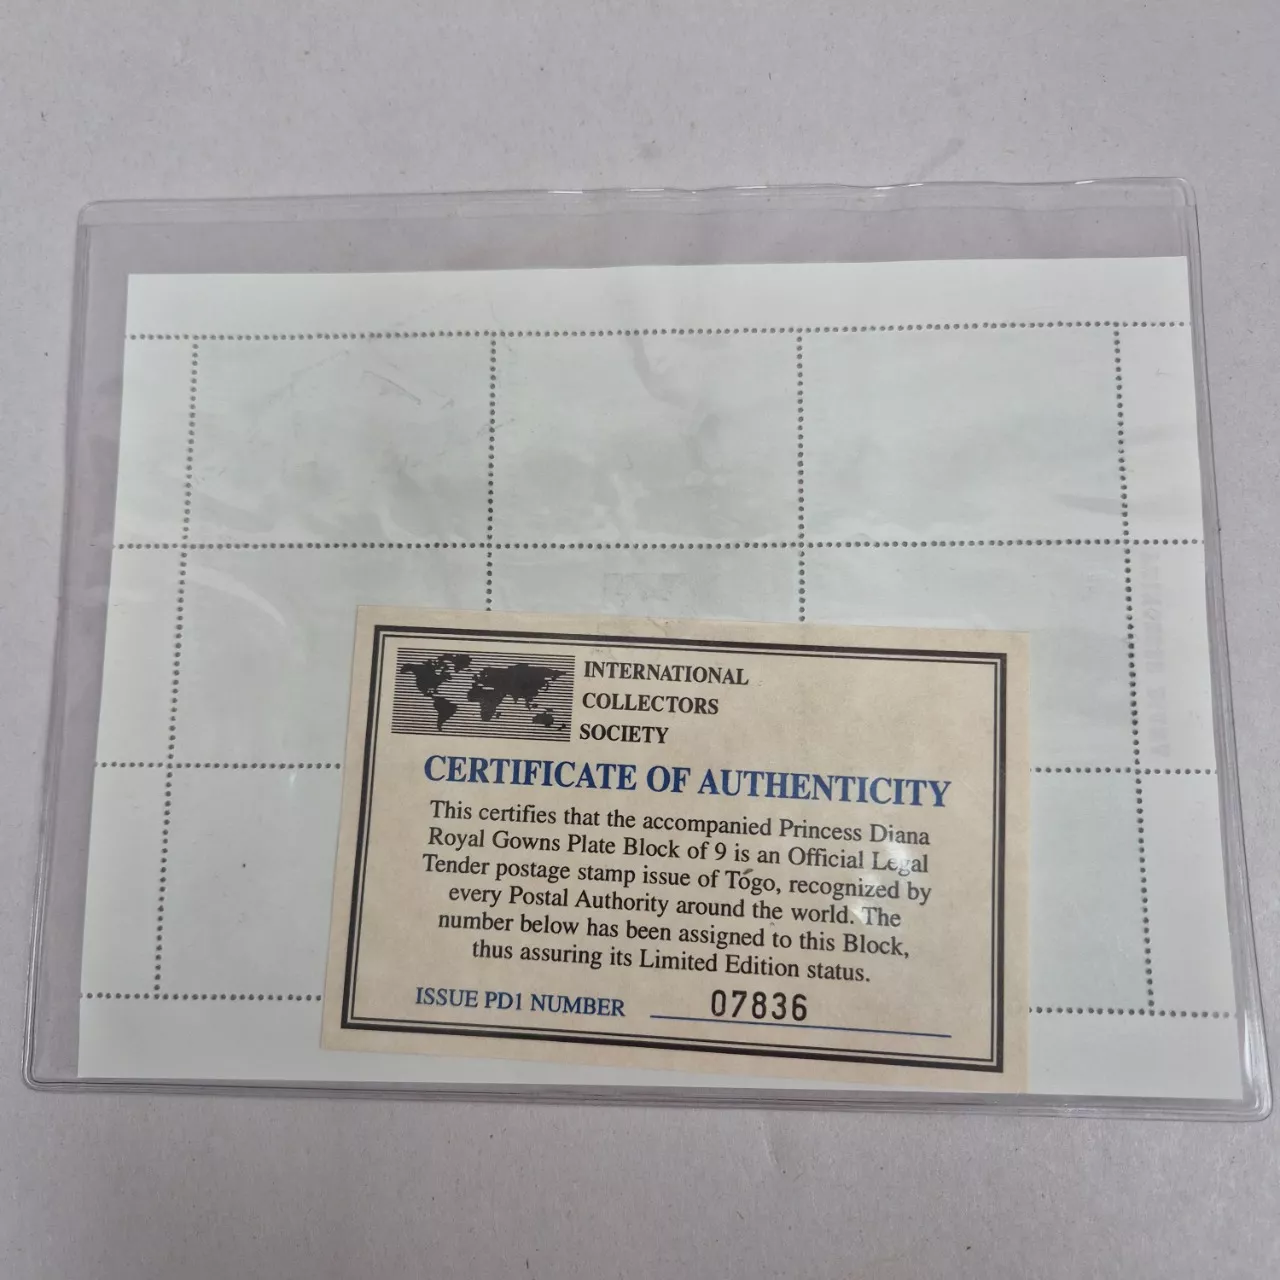 INTERNATIONAL
COLLECTORS
SOCIETY
CERTIFICATE OF AUTHENTICITY
This certifies that the accompanied Princess Diana
Royal Gowns Plate Block of 9 is an Official Legal
Tender postage stamp issue of Togo, recognized by
every Postal Authority around the world. The
number below has been assigned to this Block,
thus assuring its Limited Edition status.
ISSUE PD1 NUMBER 07836